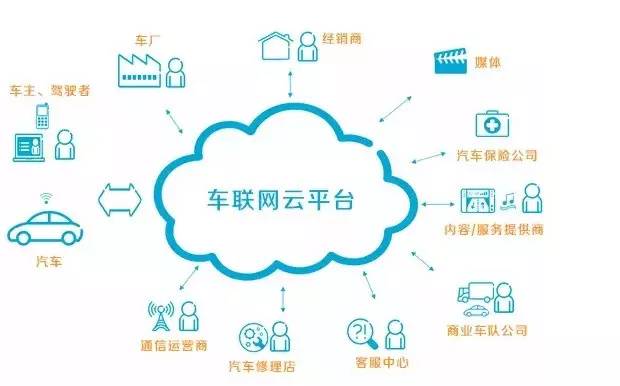 经销商
车厂
媒体
车主、驾驶者
汽车保险公司
车联网云平台
内容/服务提供商
汽车
商业车队公司
通信运营商
汽车修理店
客服中心
?!